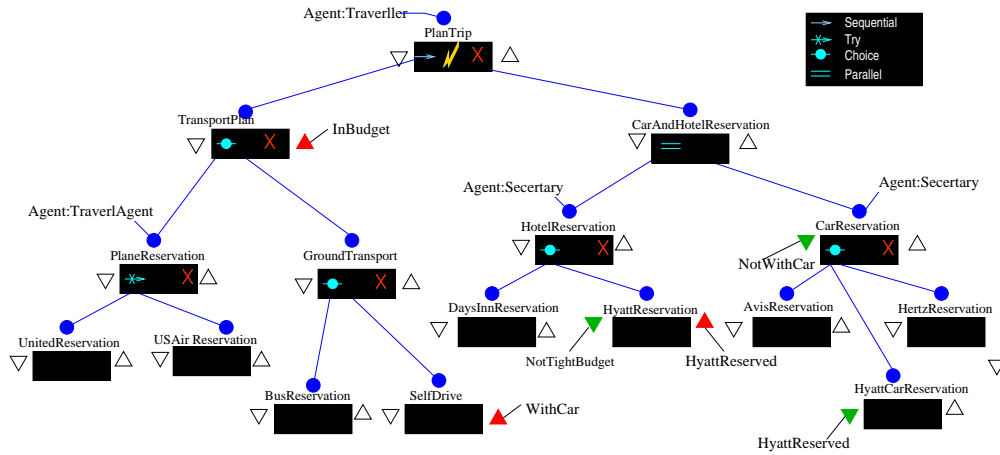 Agent:Traverller
PlanTrip
Sequential
Try
Choice
Parallel
TransportPlan
InBudget
CarAndHotelReservation
Agent:TraverlAgent
Agent:Secertary
Agent:Secertary
PlaneReservation
GroundTransport
HotelReservation
CarReservation
NotWithCar
UnitedReservation
USAir Reservation
DaysInnReservation
HyattReservation
AvisReservation
HertzReservation
NotTightBudget
HyattReserved
BusReservation
SelfDrive
WithCar
HyattCarReservation
HyattReserved
X
X
X
X
X
X